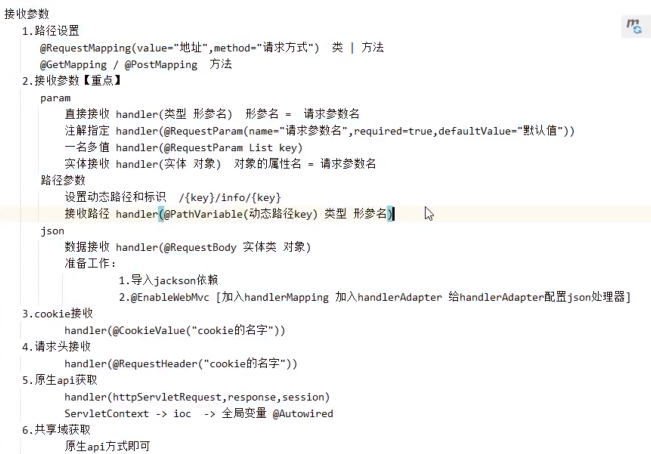 接收参数
1.路径设置
@RequestMapping(value="地址",method="请求方式") 类 | 方法
@GetMapping / @PostMapping 方法
2.接收参数【重点】
param
直接接收 handler(类型 形参名) 形参名 = 请求参数名
注解指定 handler(@RequestParam(name="请求参数名",required=true,defaultValue="默认值"))
一名多值 handler(@RequestParam List key)
实体接收 handler(实体 对象) 对象的属性名 = 请求参数名
路径参数
设置动态路径和标识 /{key}/info/{key}
接收路径 handler(@PathVariable(动态路径key) 类型 形参名)
json
数据接收 handler(@RequestBody 实体类 对象)
准备工作：
1.导入jackson依赖
2.@EnableWebMvc [加入handlerMapping 加入handlerAdapter 给handlerAdapter配置json处理器]
3.cookie接收
handler(@CookieValue("cookie的名字"))
4.请求头接收
handler(@RequestHeader("cookie的名字"))
5.原生api获取
handler(httpServletRequest,response,session)
ServletContext -> ioc -> 全局变量 @Autowired
6.共享域获取
原生api方式即可